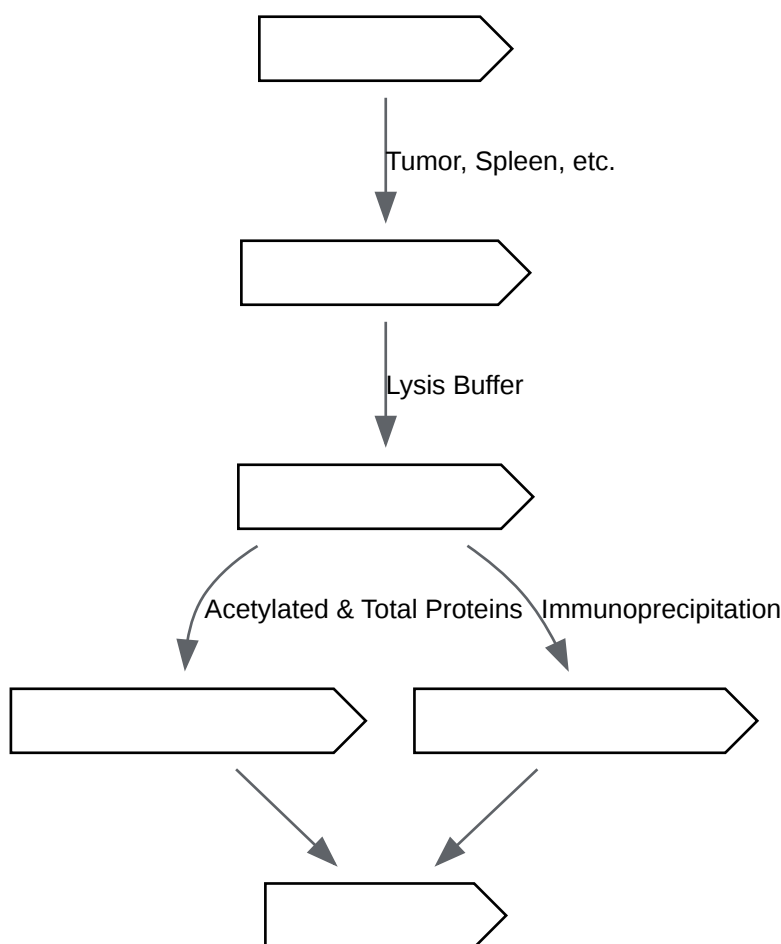 Tumor, Spleen, etc.
Lysis Buffer
Acetylated & Total Proteins
Immunoprecipitation